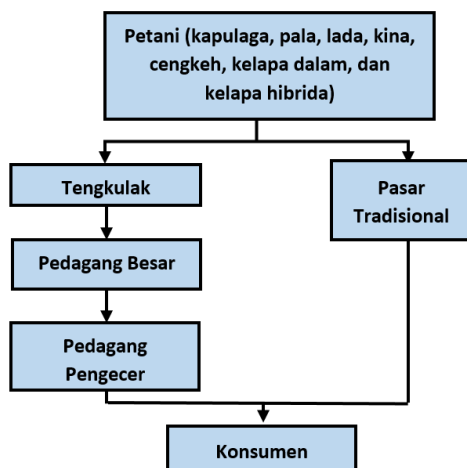 Petani (kapulaga, pala, lada, kina,
cengkeh, kelapa dalam, dan
kelapa hibrida)
Tengkulak
Pasar
Tradisional
Pedagang Besar
Pedagang
Pengecer
Konsumen